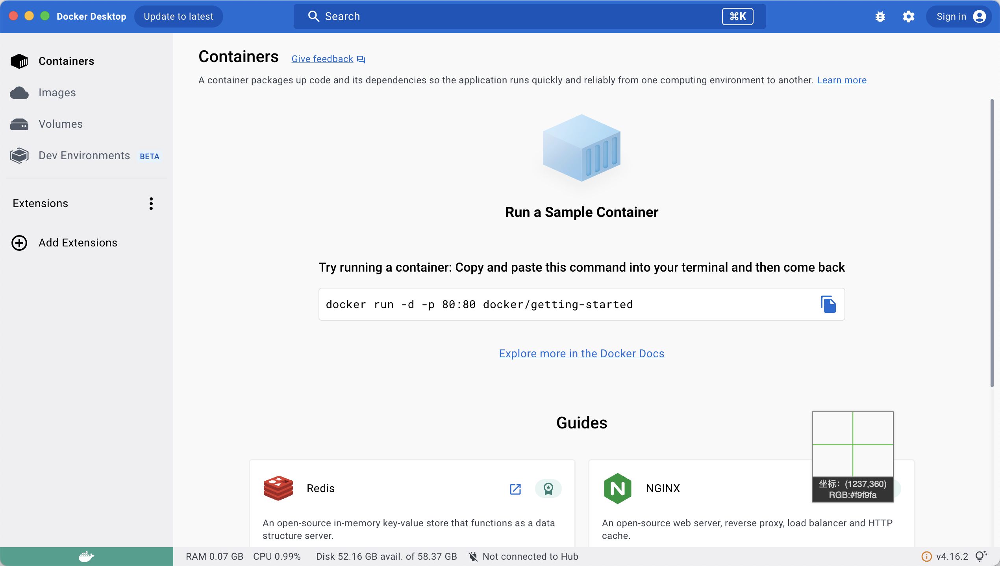 Docker Desktop
Update to latest
Search
⌘K
Sign in
Containers
Images
Volumes
Dev Environments BETA
Extensions
Add Extensions
Containers Give feedback
A container packages up code and its dependencies so the application runs quickly and reliably from one computing environment to another. Learn more
Run a Sample Container
Try running a container: Copy and paste this command into your terminal and then come back
docker run -d -p 80:80 docker/getting-started
Explore more in the Docker Docs
Guides
Redis
An open-source in-memory key-value store that functions as a data
structure server.
NGINX
An open-source web server, reverse proxy, load balancer and HTTP
cache.
坐标：(1237,360)
RGB:#f9f9fa
RAM 0.07 GB CPU 0.99% Disk 52.16 GB avail. of 58.37 GB Not connected to Hub
v4.16.2